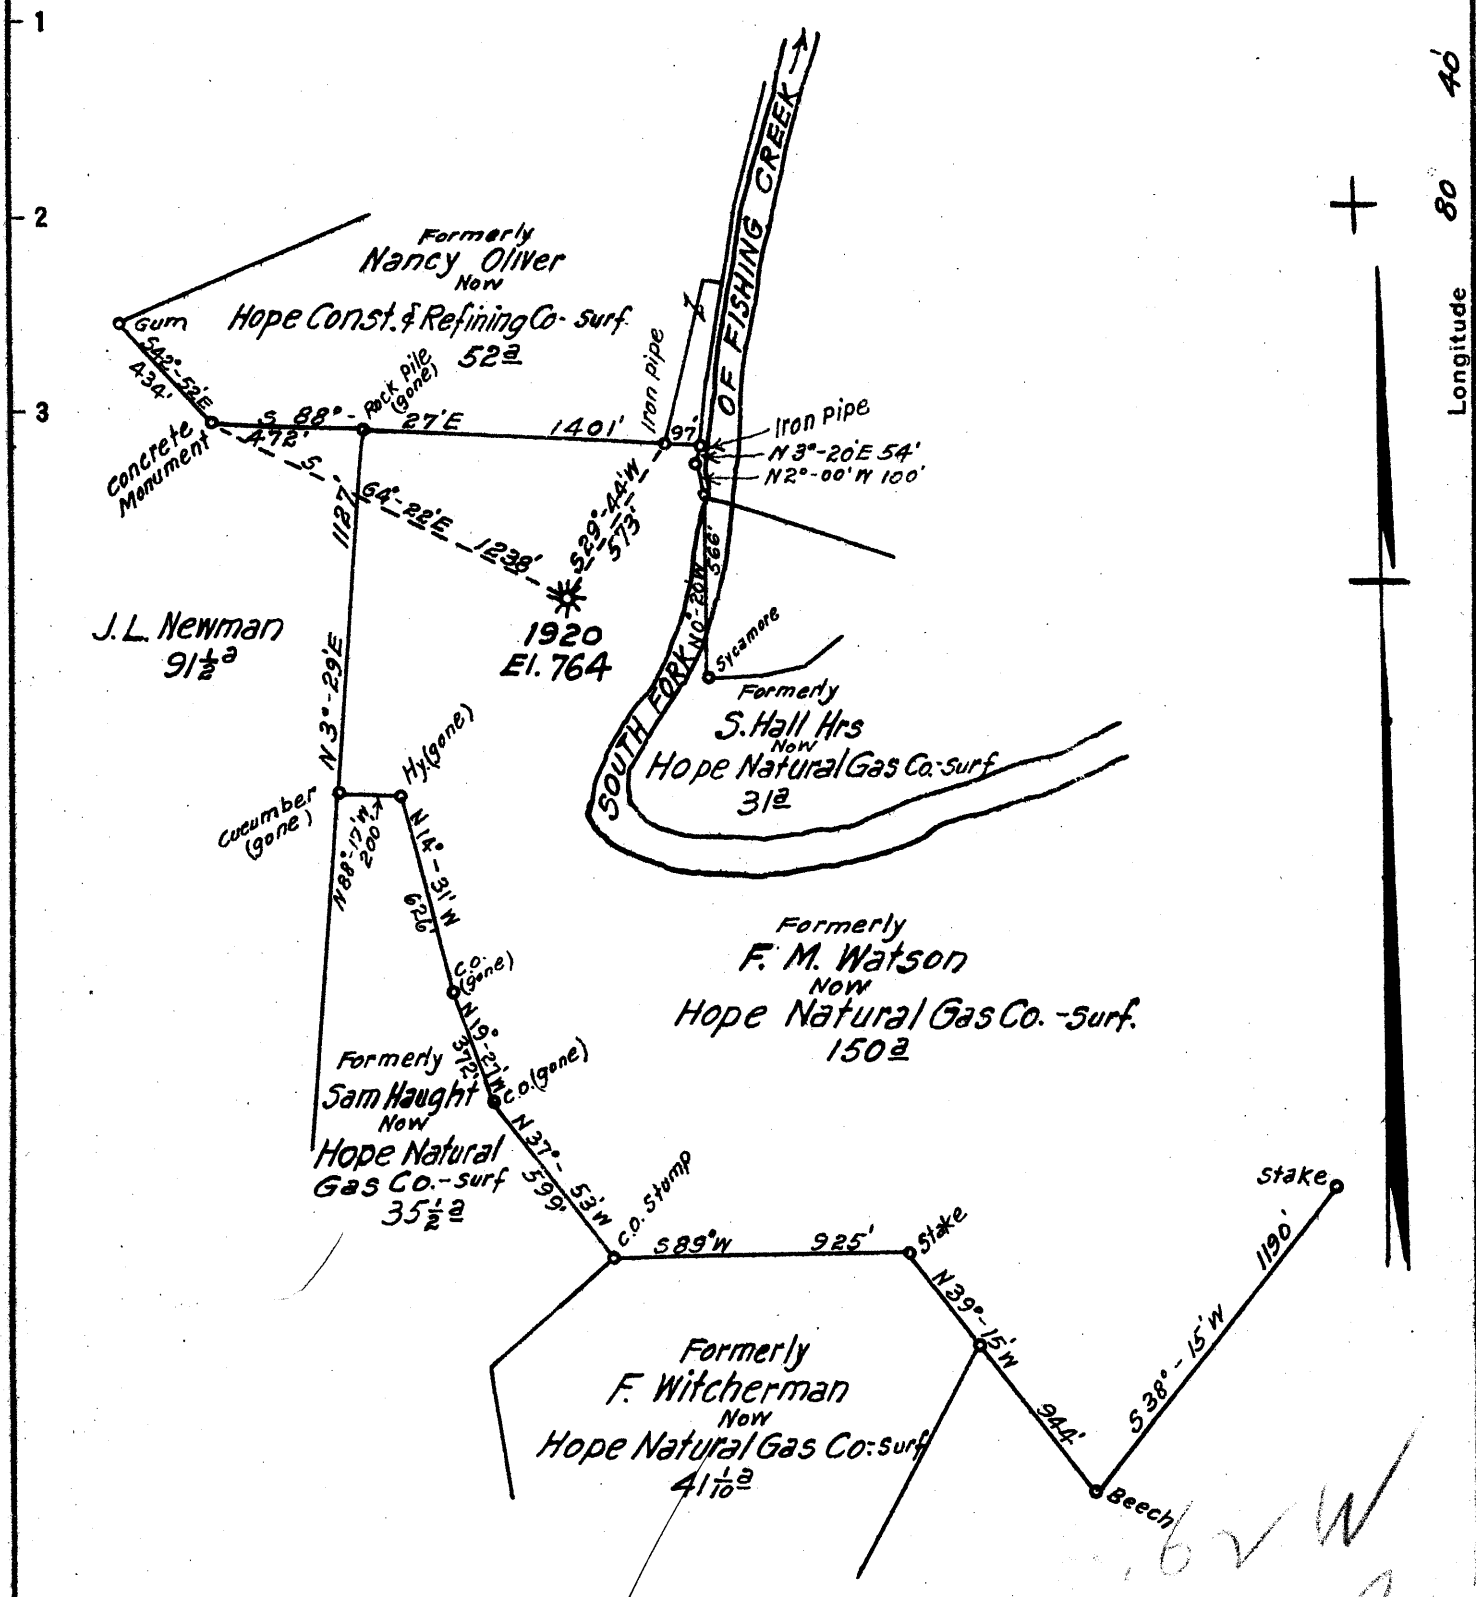 1
2
3
40'
80
Longitude
OF FISHING CREEK
SOUTH FORK
Formerly
Nancy Oliver
Now
Hope Const. & Refining Co- surf.
52a
Gum
S42°-52'E
434'
Concrete
Monument
S 88°- 27'E
472'
Rock Pile
(gone)
1401'
Iron pipe
97'
Iron Pipe
N 3°-20'E 54'
N2°-00'W 100'
S 64°-22'E 1238'
S29°-44'W
573'
1127'
N 3°-29'E
J.L. Newman
91½a
1920
El. 764
N0°-20W
566'
Sycamore
Formerly
S. Hall Hrs
Now
Hope Natural Gas Co.-surf
31a
Hy.(gone)
Cucumber
(gone)
N88°-17'W
200'
N14°-31'W
626'
C.O.
(gone)
N19°-27'W
372'
C.O.(gone)
Formerly
F. M. Watson
Now
Hope Natural Gas Co. -surf.
150a
Formerly
Sam Haught
Now
Hope Natural
Gas Co.-surf
35½a
N37°-53'W
599'
C.O. Stump
S89°W 925'
Stake
Stake
N39°-15'W
944'
S38°-15'W
1190'
Beech
Formerly
F. Witcherman
Now
Hope Natural Gas Co.-surf
41 1/10a
62 W